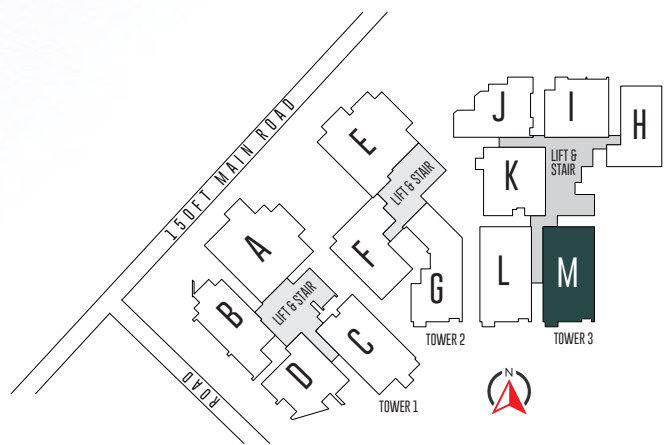 150FT MAIN ROAD
ROAD
A
B
LIFT & STAIR
C
D
TOWER 1
E
LIFT & STAIR
F
G
TOWER 2
J
I
H
LIFT &
STAIR
K
L
M
TOWER 3
N